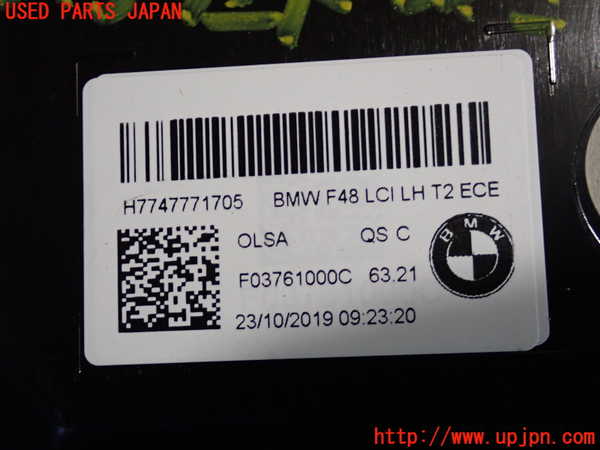 USED PARTS JAPAN
H7747771705 BMW F48 LCI LH T2 ECE
OLSA QS C
BMW
F03761000C 63.21
23/10/2019 09:23:20
https://www.upjpn.com/